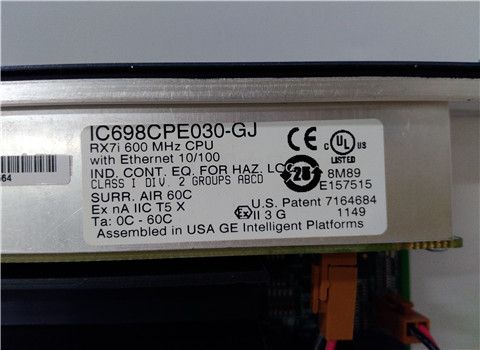 IC698CPE030-GJ
RX7i 600 MHz CPU
with Ethernet 10/100
IND. CONT. EQ. FOR HAZ. LOC
CLASS I DIV. 2 GROUPS ABCD
SURR. AIR 60C
Ex nA IIC T5 X
Ta: 0C - 60C
Assembled in USA GE Intelligent Platforms
CE
C UL US
LISTED
8M89
E157515
U.S. Patent 7164684
Ex II 3 G 1149